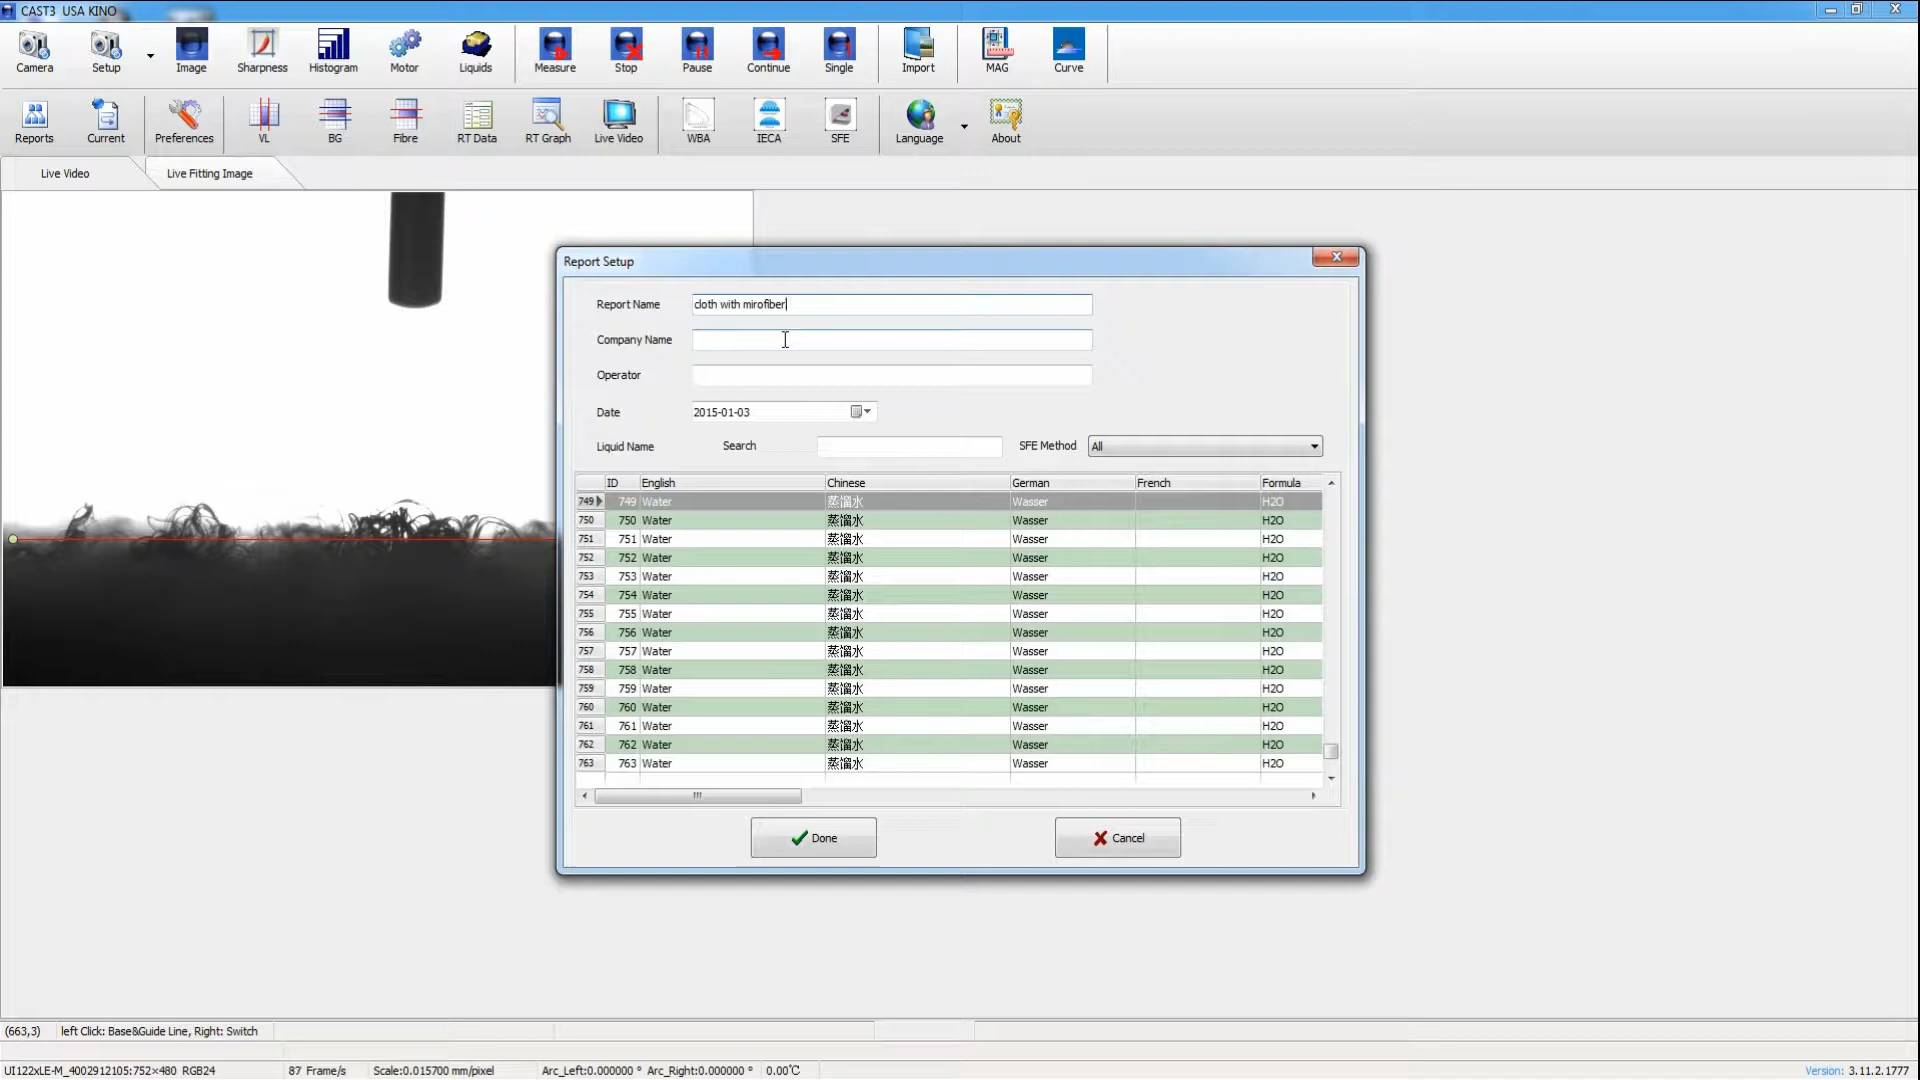 CAST3 USA KINO
Camera Setup Image Sharpness Histogram Motor Liquids Measure Stop Pause Continue Single Import MAG Curve
Reports Current Preferences VL BG Fibre RT Data RT Graph Live Video WBA IECA SFE Language About
Live Video Live Fitting Image
Report Setup
Report Name cloth with mirofiber
Company Name
Operator
Date 2015-01-03
Liquid Name Search SFE Method All
ID English Chinese German French Formula
749 749 Water 蒸馏水 Wasser H2O
750 750 Water 蒸馏水 Wasser H2O
751 751 Water 蒸馏水 Wasser H2O
752 752 Water 蒸馏水 Wasser H2O
753 753 Water 蒸馏水 Wasser H2O
754 754 Water 蒸馏水 Wasser H2O
755 755 Water 蒸馏水 Wasser H2O
756 756 Water 蒸馏水 Wasser H2O
757 757 Water 蒸馏水 Wasser H2O
758 758 Water 蒸馏水 Wasser H2O
759 759 Water 蒸馏水 Wasser H2O
760 760 Water 蒸馏水 Wasser H2O
761 761 Water 蒸馏水 Wasser H2O
762 762 Water 蒸馏水 Wasser H2O
763 763 Water 蒸馏水 Wasser H2O
Done Cancel
(663,3) left Click: Base&Guide Line, Right: Switch
UI122xLE-M_4002912105:752×480 RGB24 87 Frame/s Scale:0.015700 mm/pixel Arc_Left:0.000000 ° Arc_Right:0.000000 ° 0.00℃ Version: 3.11.2.1777